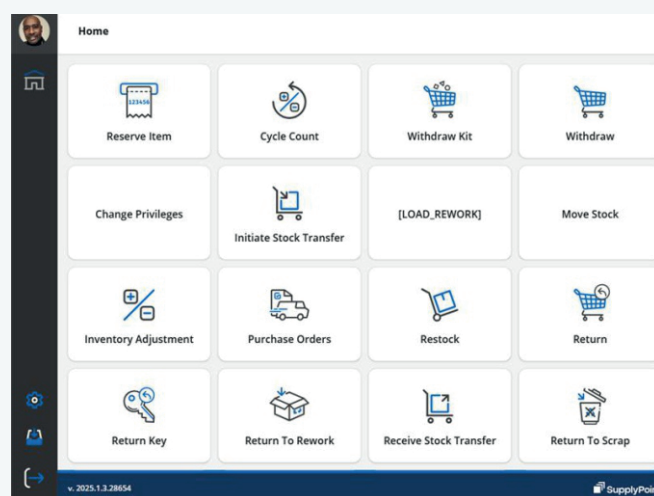 Home
123456
Reserve Item
Cycle Count
Withdraw Kit
Withdraw
Change Privileges
Initiate Stock Transfer
[LOAD_REWORK]
Move Stock
Inventory Adjustment
Purchase Orders
Restock
Return
Return Key
Return To Rework
Receive Stock Transfer
Return To Scrap
v. 2025.1.3.28654
SupplyPoi